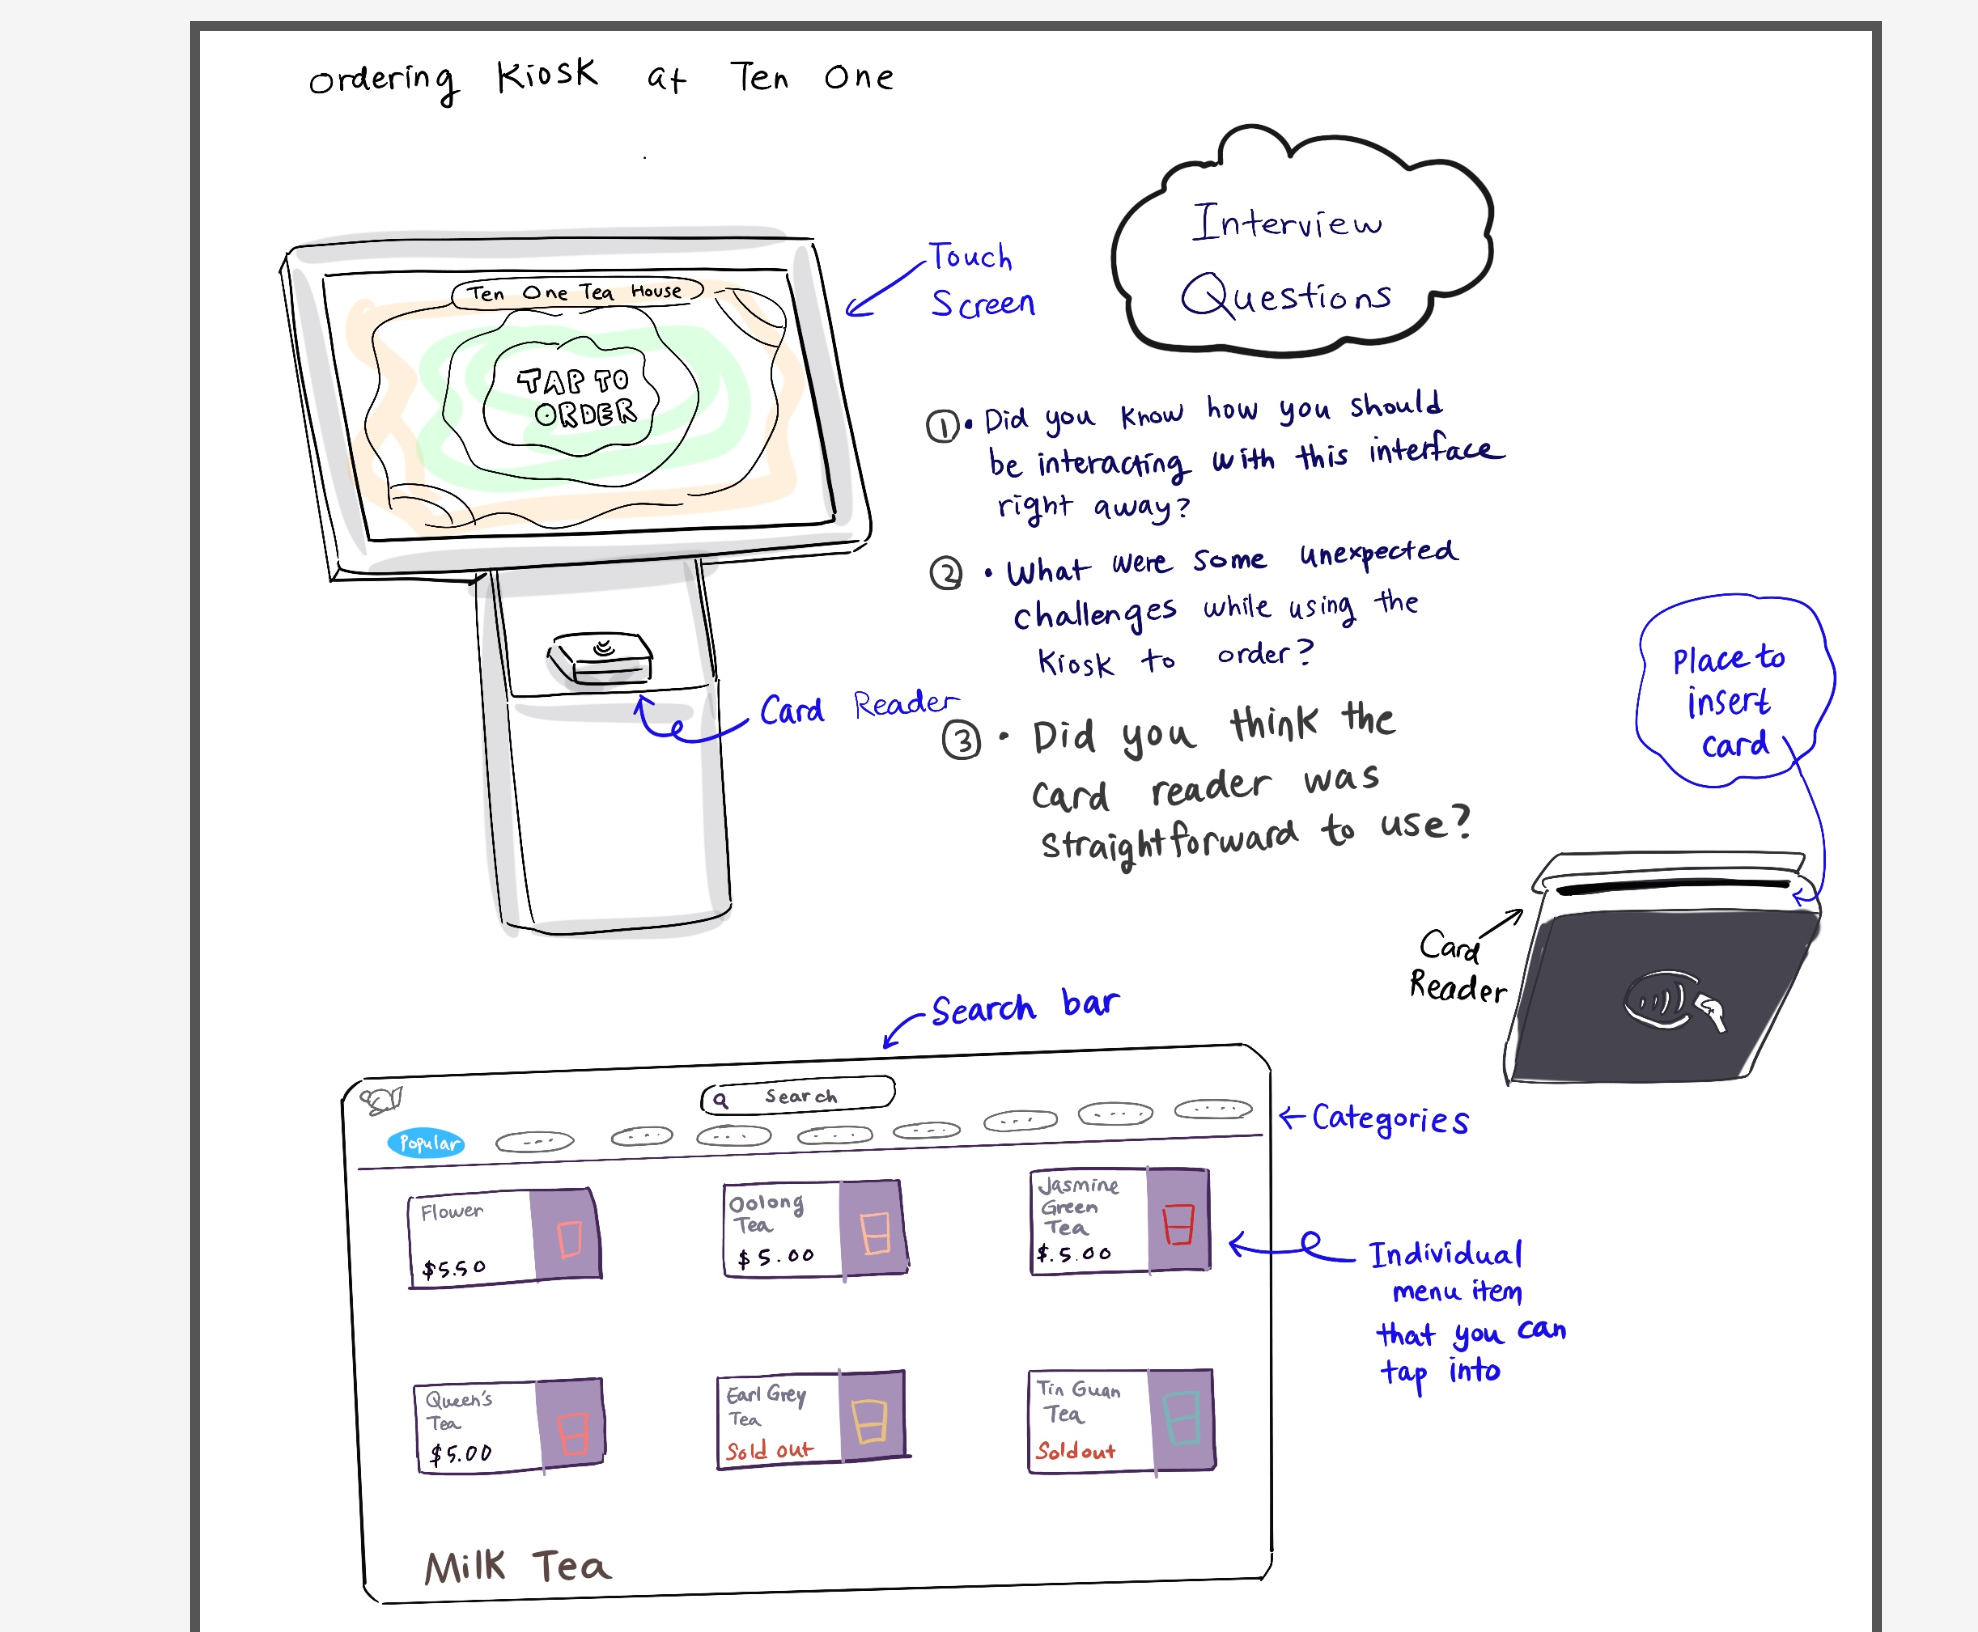 Ordering Kiosk at Ten One
Interview
Questions
Touch
Screen
Ten One Tea House
TAP TO
ORDER
Card Reader
① • Did you know how you should
be interacting with this interface
right away?
② • What were some unexpected
challenges while using the
Kiosk to order?
③ • Did you think the
card reader was
straightforward to use?
Place to
insert
card
Card
Reader
Search bar
Search
Popular
← Categories
Flower
$5.50
Oolong
Tea
$5.00
Jasmine
Green
Tea
$.5.00
Individual
menu item
that you can
tap into
Queen's
Tea
$5.00
Earl Grey
Tea
Sold out
Tin Guan
Tea
Sold out
Milk Tea